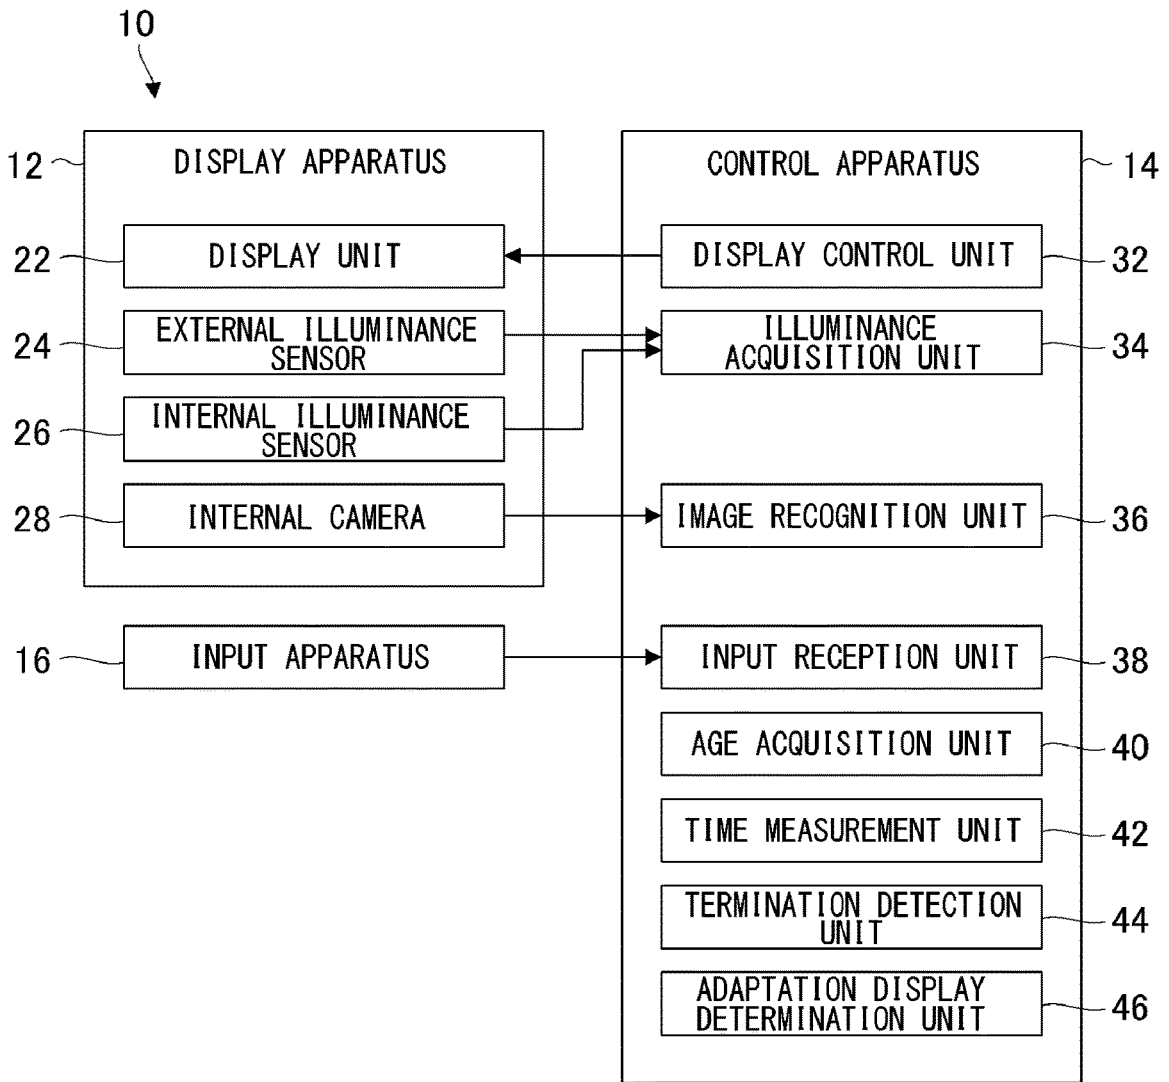 10
12
DISPLAY APPARATUS
CONTROL APPARATUS
14
22
DISPLAY UNIT
DISPLAY CONTROL UNIT
32
24
EXTERNAL ILLUMINANCE
SENSOR
ILLUMINANCE
ACQUISITION UNIT
34
26
INTERNAL ILLUMINANCE
SENSOR
28
INTERNAL CAMERA
IMAGE RECOGNITION UNIT
36
16
INPUT APPARATUS
INPUT RECEPTION UNIT
38
AGE ACQUISITION UNIT
40
TIME MEASUREMENT UNIT
42
TERMINATION DETECTION
UNIT
44
ADAPTATION DISPLAY
DETERMINATION UNIT
46